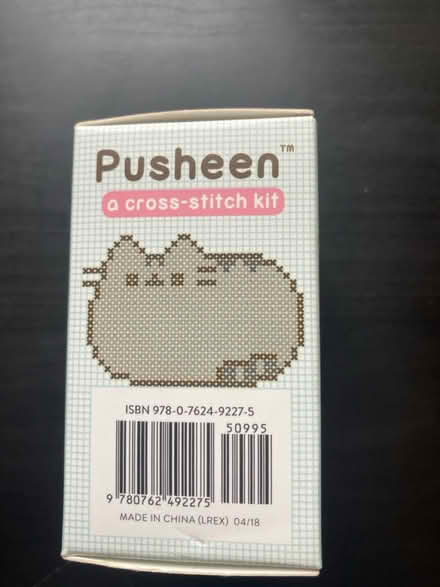 Pusheen™
a cross-stitch kit
ISBN 978-0-7624-9227-5
50995
9 780762 492275
MADE IN CHINA (LREX) 04/18